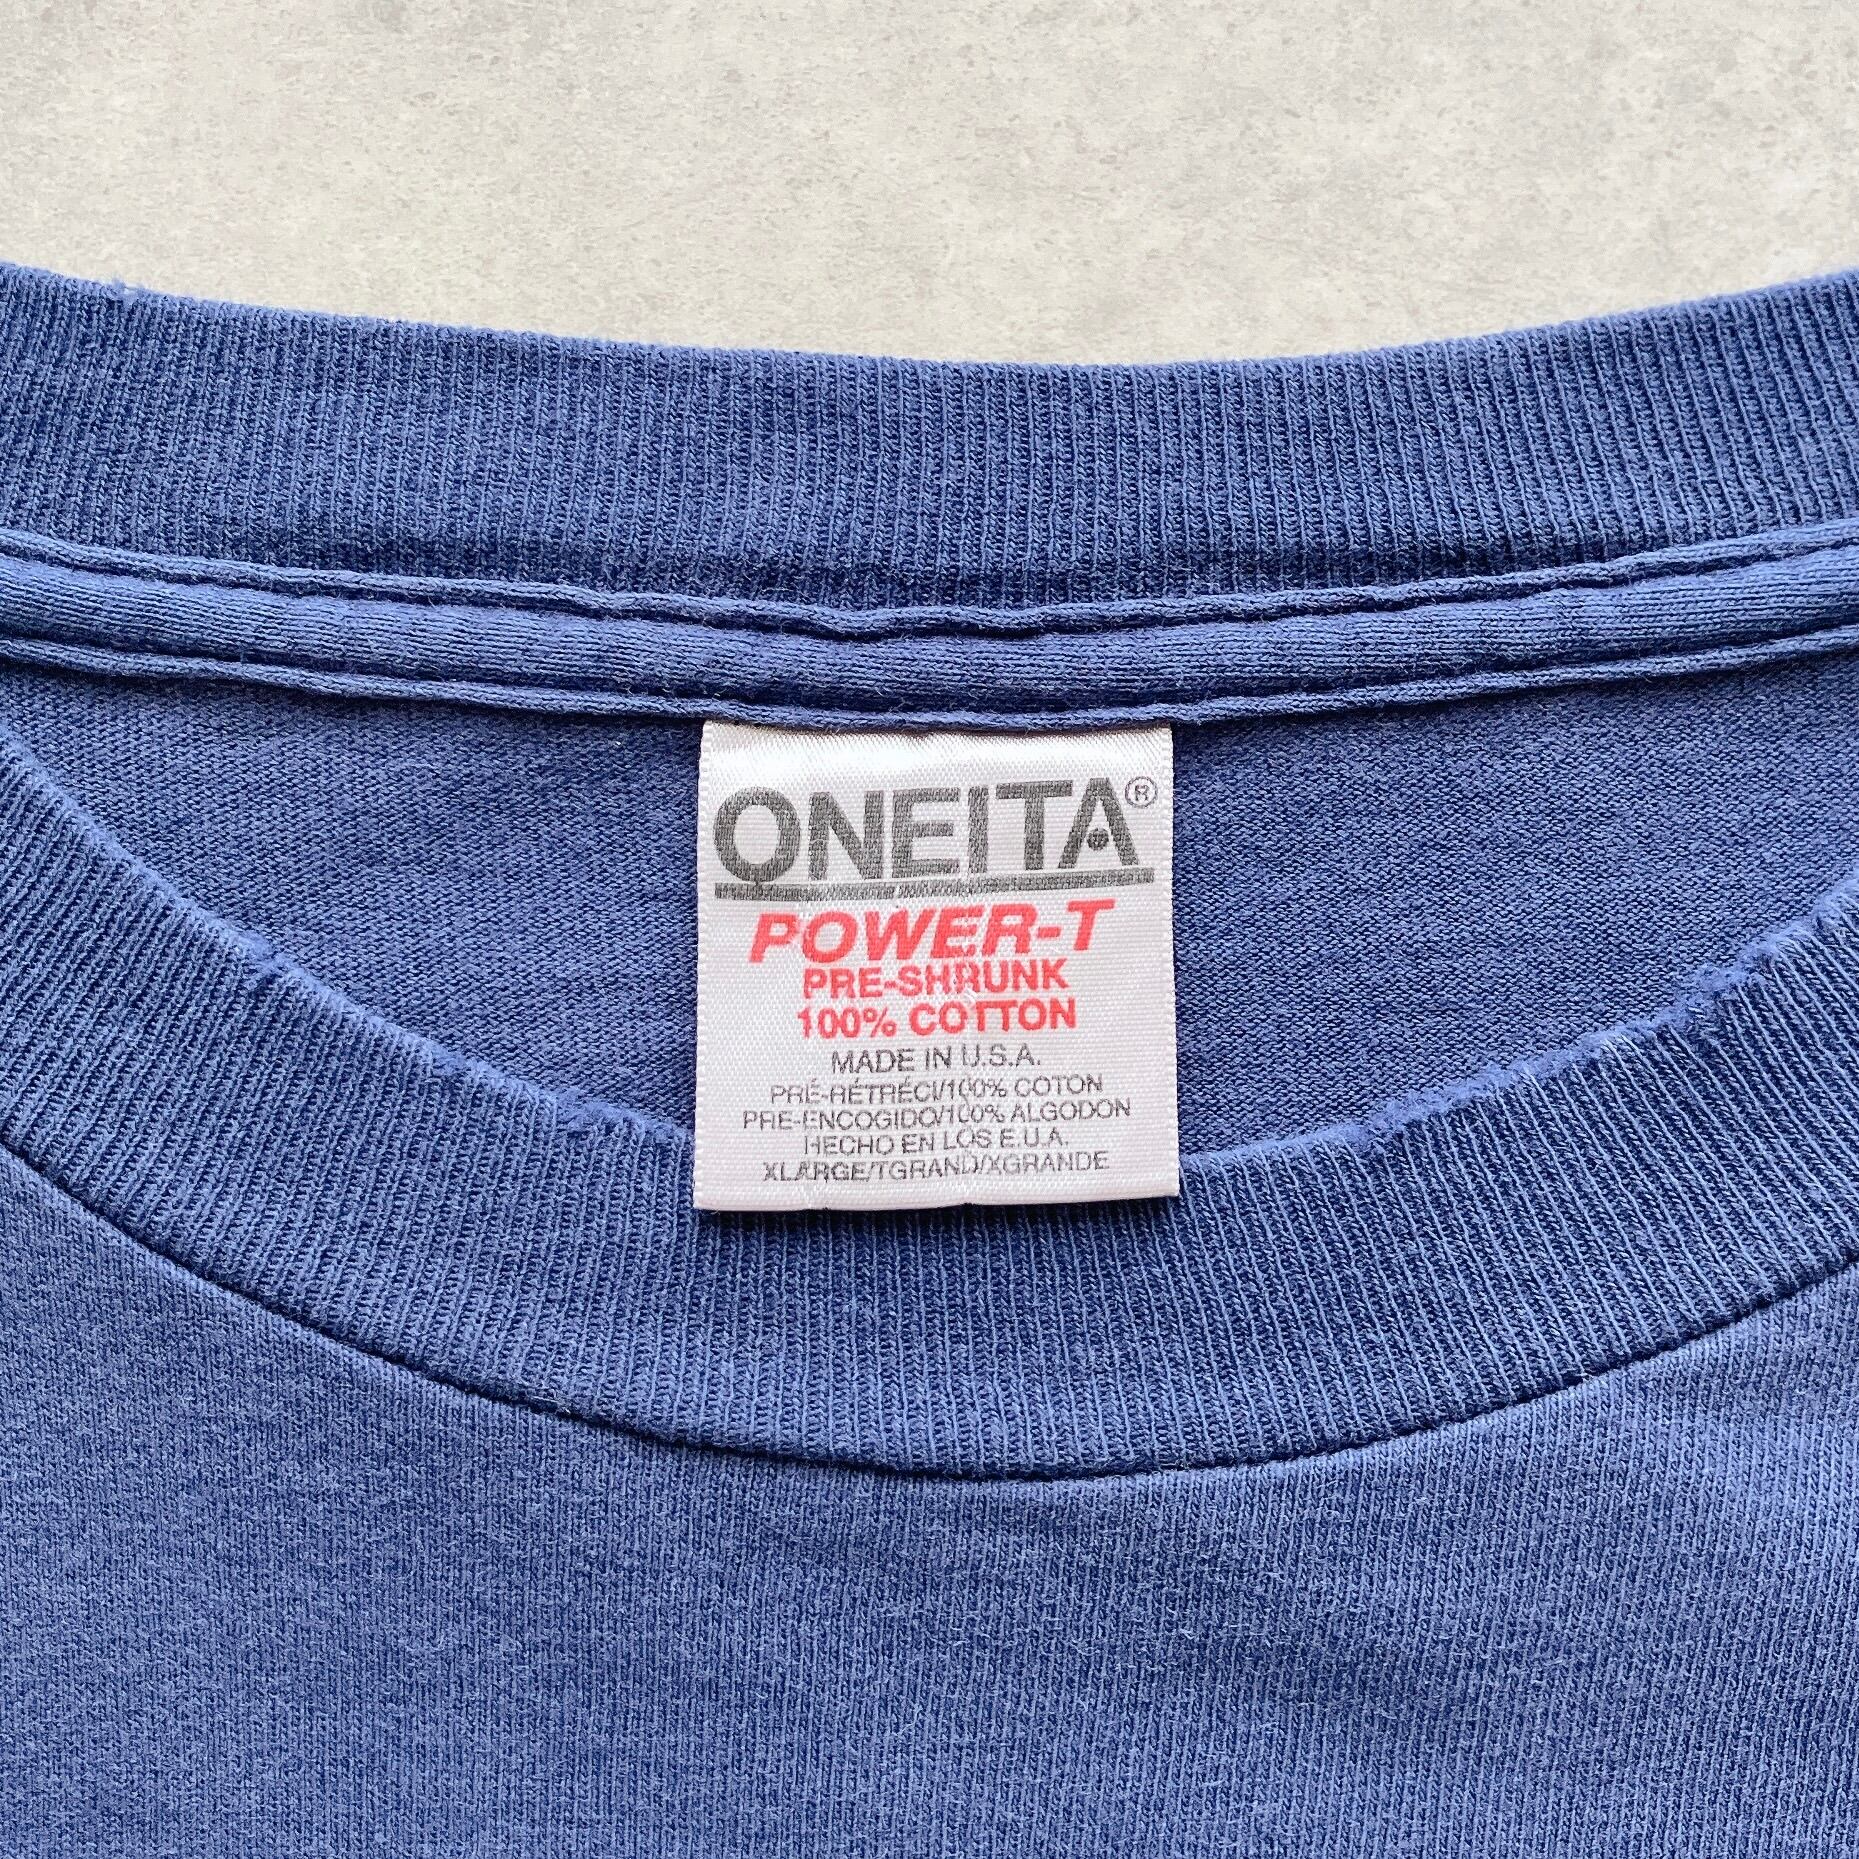 ONEITA®
POWER-T
PRE-SHRUNK
100% COTTON
MADE IN U.S.A.
PRÉ-RÉTRÉCI/100% COTON
PRE-ENCOGIDO/100% ALGODON
HECHO EN LOS E.U.A.
XLARGE/TGRAND/XGRANDE